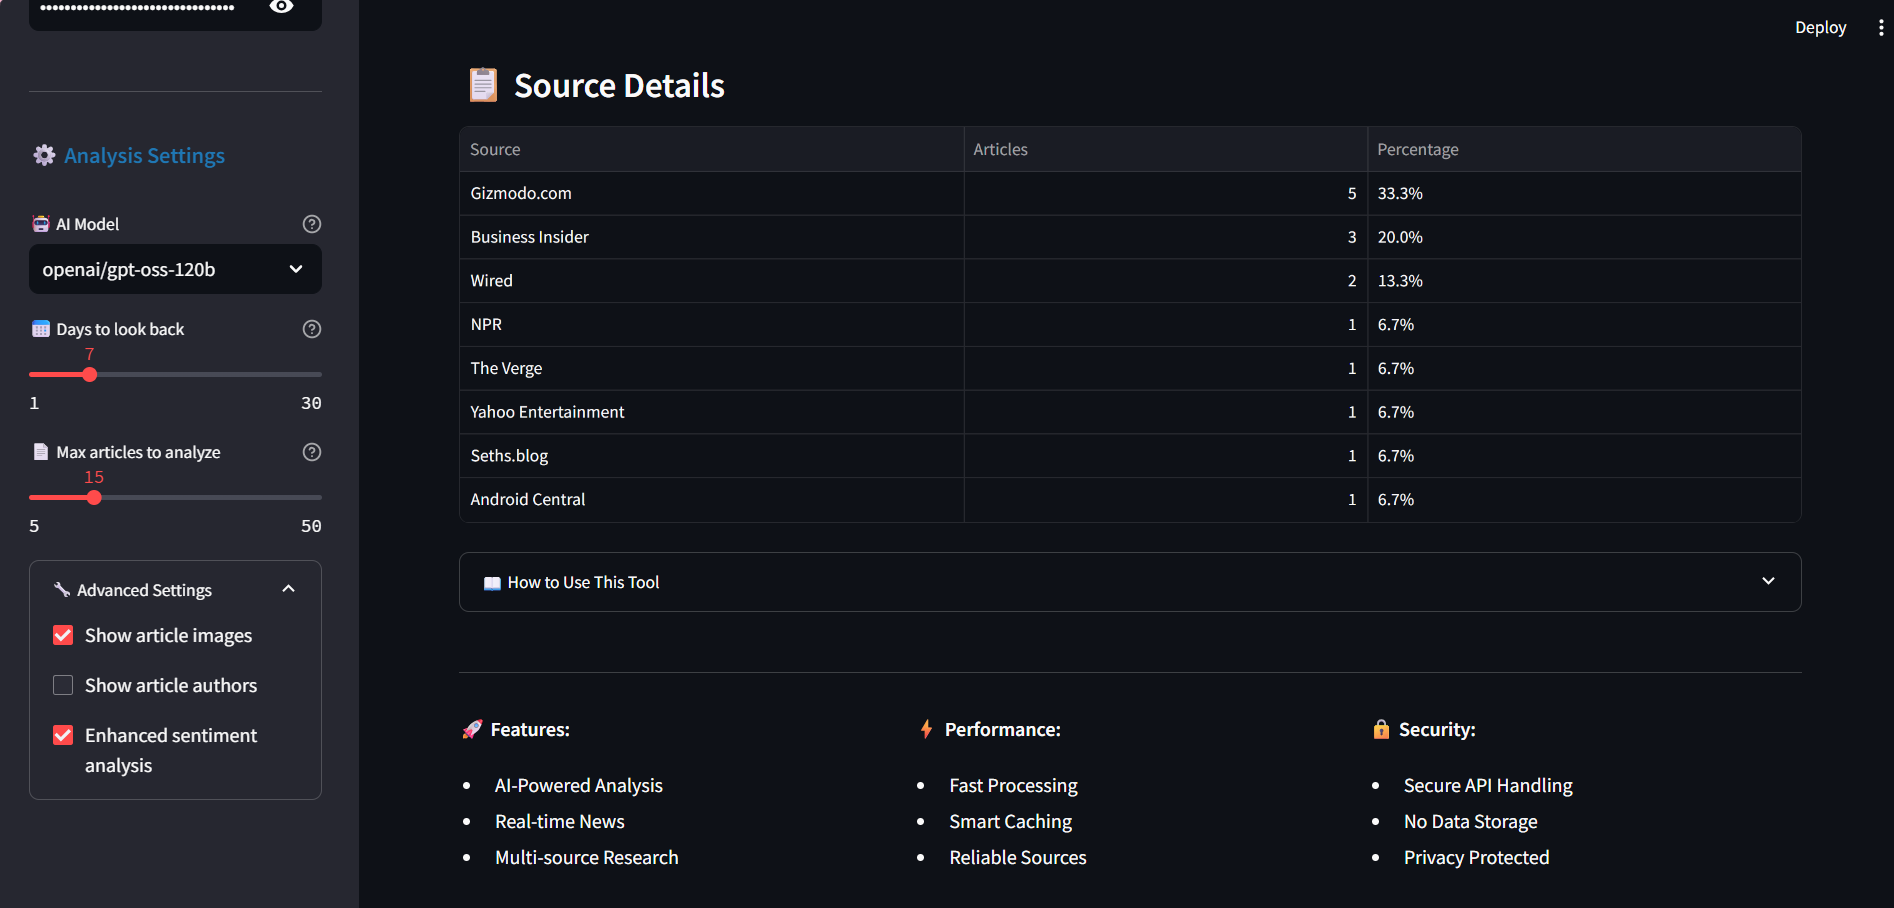 Deploy
Analysis Settings
AI Model
openai/gpt-oss-120b
Days to look back
7
1 30
Max articles to analyze
15
5 50
Advanced Settings
Show article images
Show article authors
Enhanced sentiment
analysis
Source Details
Source Articles Percentage
Gizmodo.com 5 33.3%
Business Insider 3 20.0%
Wired 2 13.3%
NPR 1 6.7%
The Verge 1 6.7%
Yahoo Entertainment 1 6.7%
Seths.blog 1 6.7%
Android Central 1 6.7%
How to Use This Tool
Features:
AI-Powered Analysis
Real-time News
Multi-source Research
Performance:
Fast Processing
Smart Caching
Reliable Sources
Security:
Secure API Handling
No Data Storage
Privacy Protected